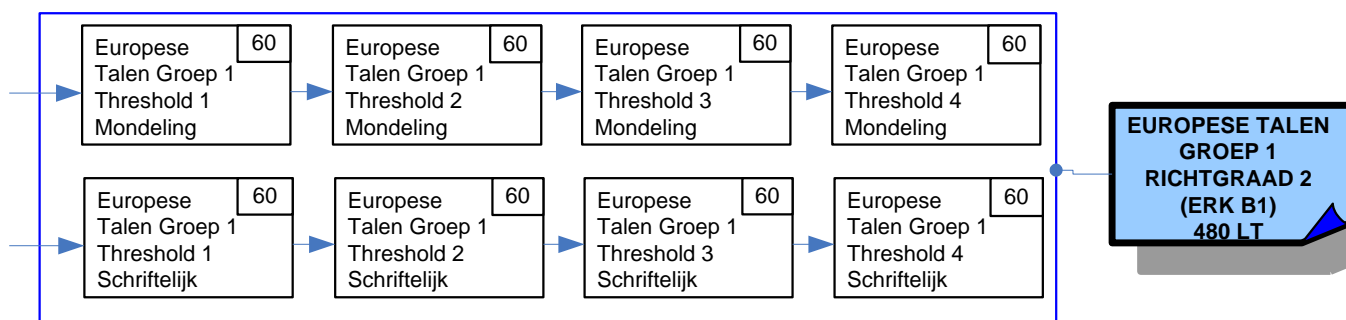 Europese
Talen Groep 1
Threshold 1
Mondeling
60
Europese
Talen Groep 1
Threshold 2
Mondeling
60
Europese
Talen Groep 1
Threshold 3
Mondeling
60
Europese
Talen Groep 1
Threshold 4
Mondeling
60
Europese
Talen Groep 1
Threshold 1
Schriftelijk
60
Europese
Talen Groep 1
Threshold 2
Schriftelijk
60
Europese
Talen Groep 1
Threshold 3
Schriftelijk
60
Europese
Talen Groep 1
Threshold 4
Schriftelijk
60
EUROPESE TALEN
GROEP 1
RICHTGRAAD 2
(ERK B1)
480 LT